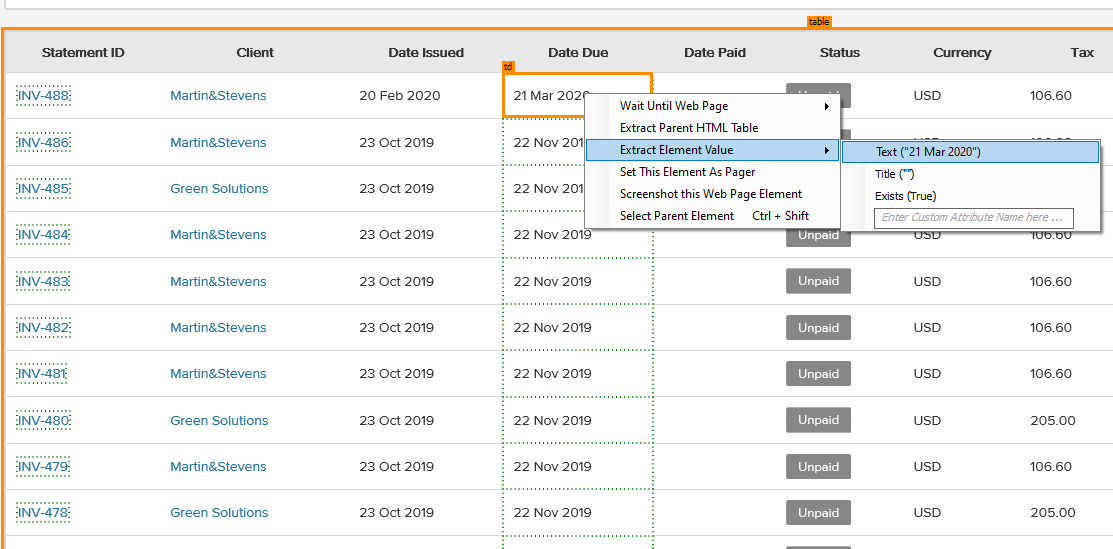 table
Statement ID Client Date Issued Date Due Date Paid Status Currency Tax
td
INV-488 Martin&Stevens 20 Feb 2020 21 Mar 2020 USD 106.60
Wait Until Web Page
Extract Parent HTML Table
INV-486 Martin&Stevens 23 Oct 2019 22 Nov
Extract Element Value
Text ("21 Mar 2020")
Set This Element As Pager
Title ("")
INV-485 Green Solutions 23 Oct 2019 22 Nov
Screenshot this Web Page Element
Exists (True)
Select Parent Element Ctrl + Shift
Enter Custom Attribute Name here ...
INV-484 Martin&Stevens 23 Oct 2019 22 Nov 2019 Unpaid USD 106.60
INV-483 Martin&Stevens 23 Oct 2019 22 Nov 2019 Unpaid USD 106.60
INV-482 Martin&Stevens 23 Oct 2019 22 Nov 2019 Unpaid USD 106.60
INV-481 Martin&Stevens 23 Oct 2019 22 Nov 2019 Unpaid USD 106.60
INV-480 Green Solutions 23 Oct 2019 22 Nov 2019 Unpaid USD 205.00
INV-479 Martin&Stevens 23 Oct 2019 22 Nov 2019 Unpaid USD 106.60
INV-478 Green Solutions 23 Oct 2019 22 Nov 2019 Unpaid USD 205.00